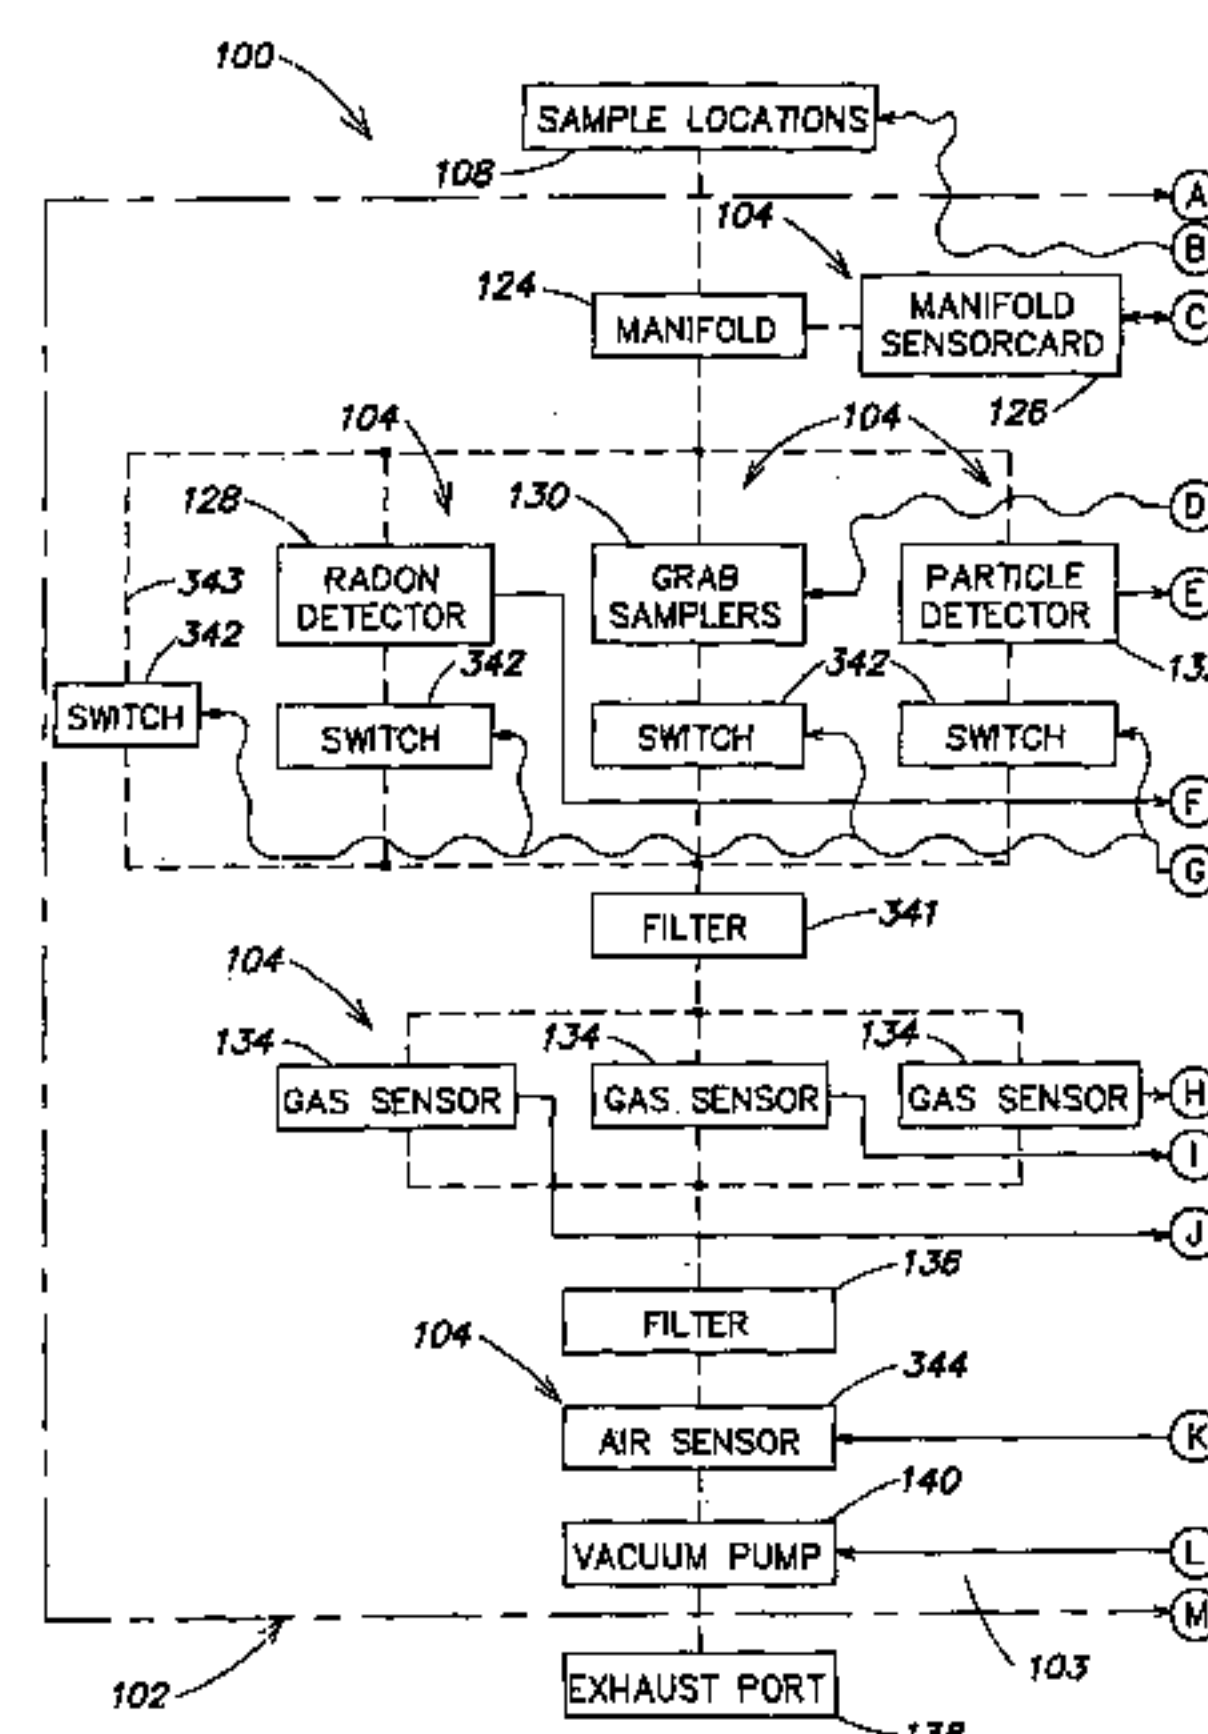 100
SAMPLE LOCATIONS
108
A
104
B
124
MANIFOLD
MANIFOLD
SENSORCARD
C
126
104
104
128
130
D
343
RADON
DETECTOR
GRAB
SAMPLERS
PARTICLE
DETECTOR
E
342
342
342
SWITCH
SWITCH
SWITCH
SWITCH
F
G
FILTER
341
104
134
134
134
GAS SENSOR
GAS SENSOR
GAS SENSOR
H
I
J
136
FILTER
104
344
AIR SENSOR
K
140
VACUUM PUMP
L
M
102
103
EXHAUST PORT
138